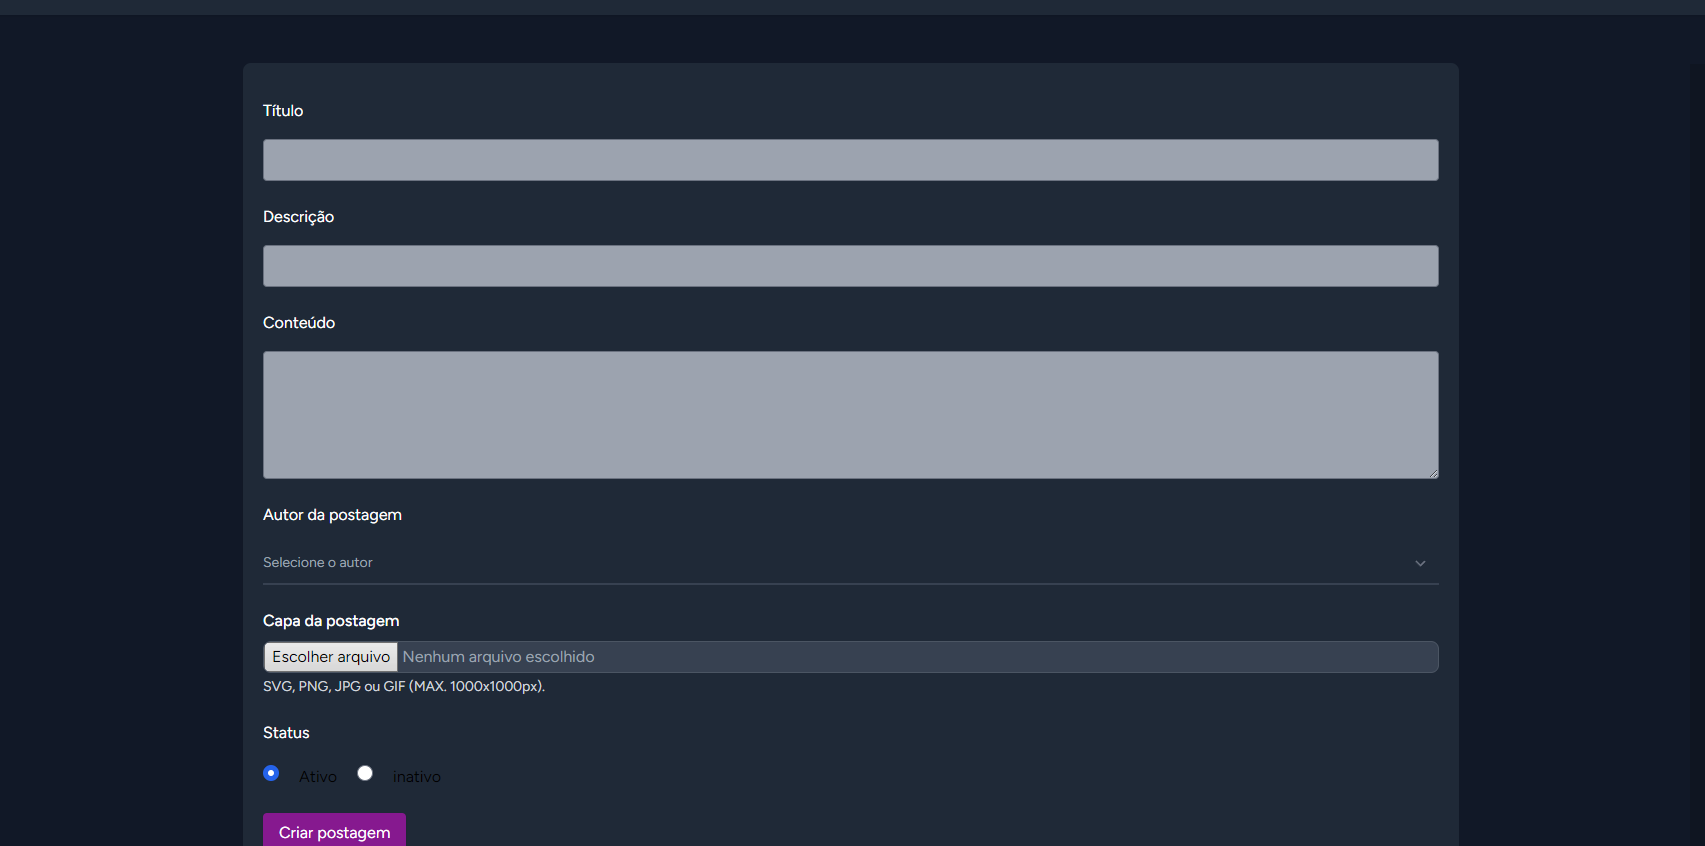 Título
Descrição
Conteúdo
Autor da postagem
Selecione o autor
Capa da postagem
Escolher arquivo Nenhum arquivo escolhido
SVG, PNG, JPG ou GIF (MAX. 1000x1000px).
Status
Ativo inativo
Criar postagem